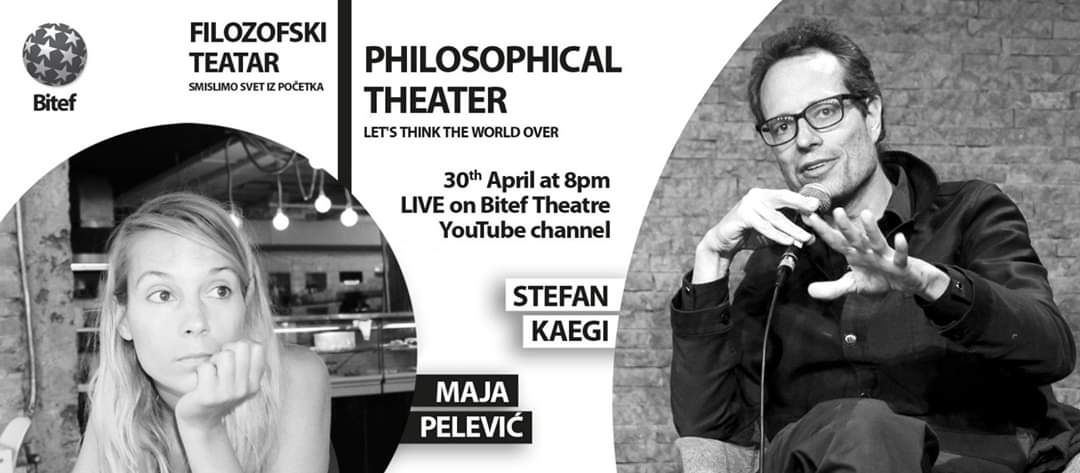 Bitef
FILOZOFSKI
TEATAR
SMISLIMO SVET IZ POČETKA
PHILOSOPHICAL
THEATER
LET'S THINK THE WORLD OVER
30th April at 8pm
LIVE on Bitef Theatre
YouTube channel
STEFAN
KAEGI
MAJA
PELEVIĆ